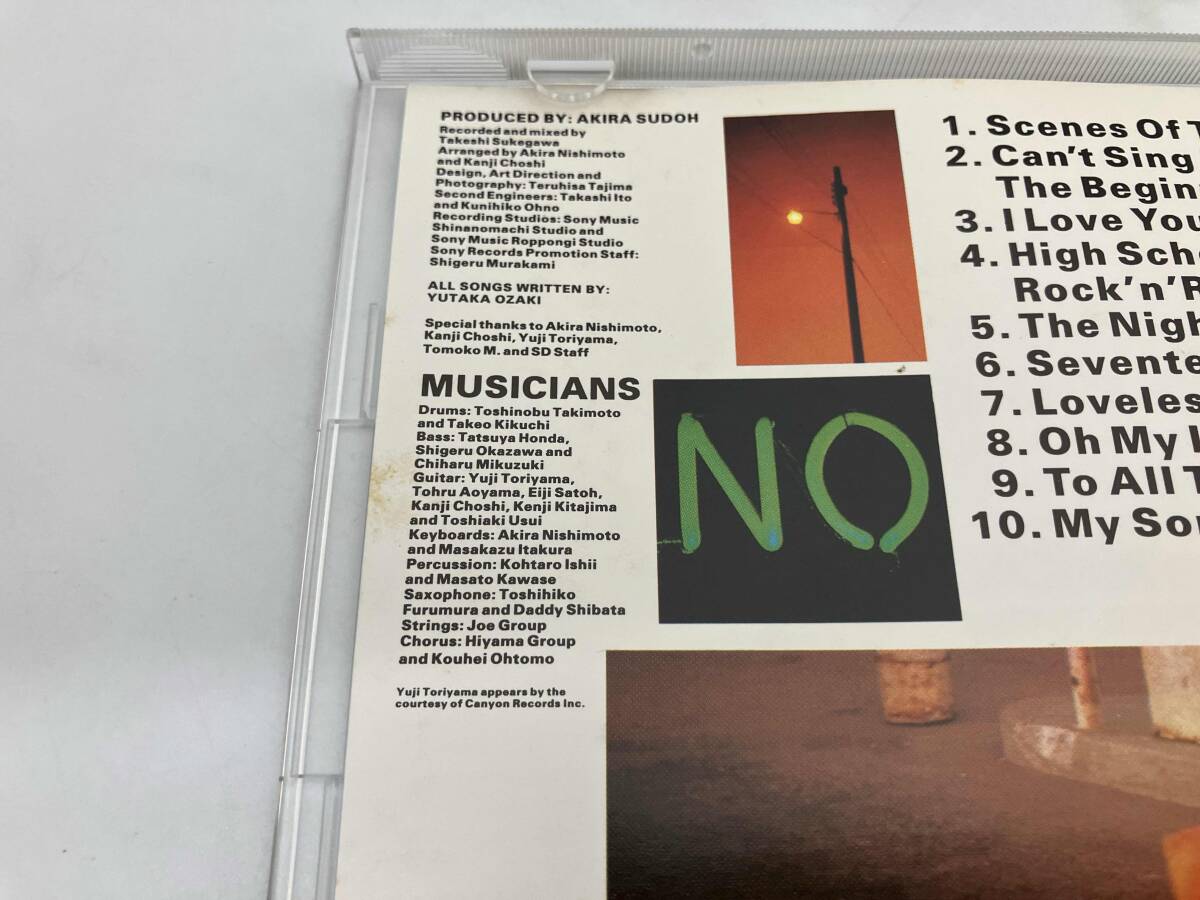 PRODUCED BY: AKIRA SUDOH
Recorded and mixed by
Takeshi Sukegawa
Arranged by Akira Nishimoto
and Kanji Choshi
Design, Art Direction and
Photography: Teruhisa Tajima
Second Engineers: Takashi Ito
and Kunihiko Ohno
Recording Studios: Sony Music
Shinanomachi Studio and
Sony Music Roppongi Studio
Sony Records Promotion Staff:
Shigeru Murakami
ALL SONGS WRITTEN BY:
YUTAKA OZAKI
Special thanks to Akira Nishimoto,
Kanji Choshi, Yuji Toriyama,
Tomoko M. and SD Staff
MUSICIANS
Drums: Toshinobu Takimoto
and Takeo Kikuchi
Bass: Tatsuya Honda,
Shigeru Okazawa and
Chiharu Mikuzuki
Guitar: Yuji Toriyama,
Tohru Aoyama, Eiji Satoh,
Kanji Choshi, Kenji Kitajima
and Toshiaki Usui
Keyboards: Akira Nishimoto
and Masakazu Itakura
Percussion: Kohtaro Ishii
and Masato Kawase
Saxophone: Toshihiko
Furumura and Daddy Shibata
Strings: Joe Group
Chorus: Hiyama Group
and Kouhei Ohtomo
Yuji Toriyama appears by the
courtesy of Canyon Records Inc.
NO
1. Scenes Of
2. Can't Sing
The Begin
3. I Love You
4. High Sch
Rock'n'R
5. The Nigh
6. Sevente
7. Loveles
8. Oh My
9. To All
10. My So